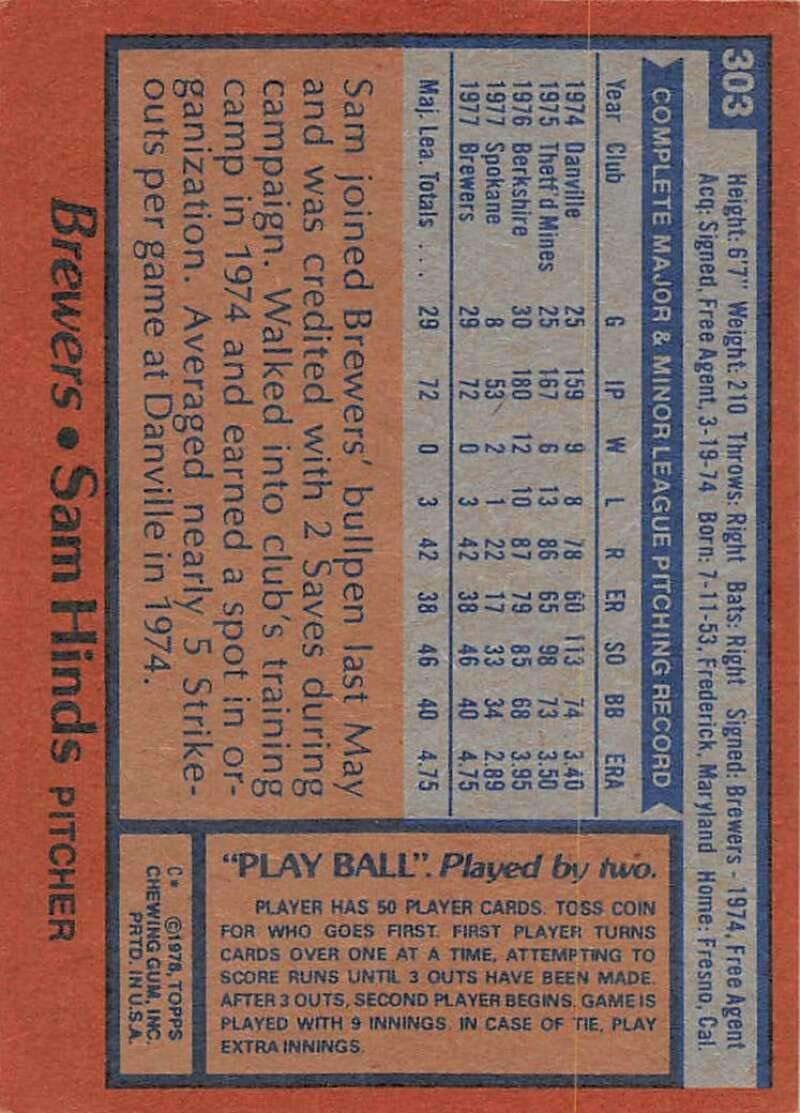 303
Height: 6'7" Weight: 210 Throws: Right Bats: Right Signed: Brewers - 1974, Free Agent
Acq: Signed, Free Agent, 3-19-74 Born: 7-11-53, Frederick, Maryland Home: Fresno, Cal.
COMPLETE MAJOR & MINOR LEAGUE PITCHING RECORD
Year Club G IP W L R ER SO BB ERA
1974 Danville 25 159 9 8 78 60 113 74 3.40
1975 Thetf'd Mines 25 167 6 13 86 65 98 73 3.50
1976 Berkshire 30 180 12 10 87 79 85 68 3.95
1977 Spokane 8 53 2 1 22 17 33 34 2.89
1977 Brewers 29 72 0 3 42 38 46 40 4.75
Maj. Lea. Totals ... 29 72 0 3 42 38 46 40 4.75
Sam joined Brewers' bullpen last May
and was credited with 2 Saves during
campaign. Walked into club's training
camp in 1974 and earned a spot in or-
ganization. Averaged nearly 5 Strike-
outs per game at Danville in 1974.
Brewers • Sam Hinds PITCHER
"PLAY BALL". Played by two.
PLAYER HAS 50 PLAYER CARDS. TOSS COIN
FOR WHO GOES FIRST. FIRST PLAYER TURNS
CARDS OVER ONE AT A TIME, ATTEMPTING TO
SCORE RUNS UNTIL 3 OUTS HAVE BEEN MADE.
AFTER 3 OUTS, SECOND PLAYER BEGINS. GAME IS
PLAYED WITH 9 INNINGS. IN CASE OF TIE, PLAY
EXTRA INNINGS.
C* ©1978, TOPPS
CHEWING GUM, INC.
PRTD. IN U.S.A.